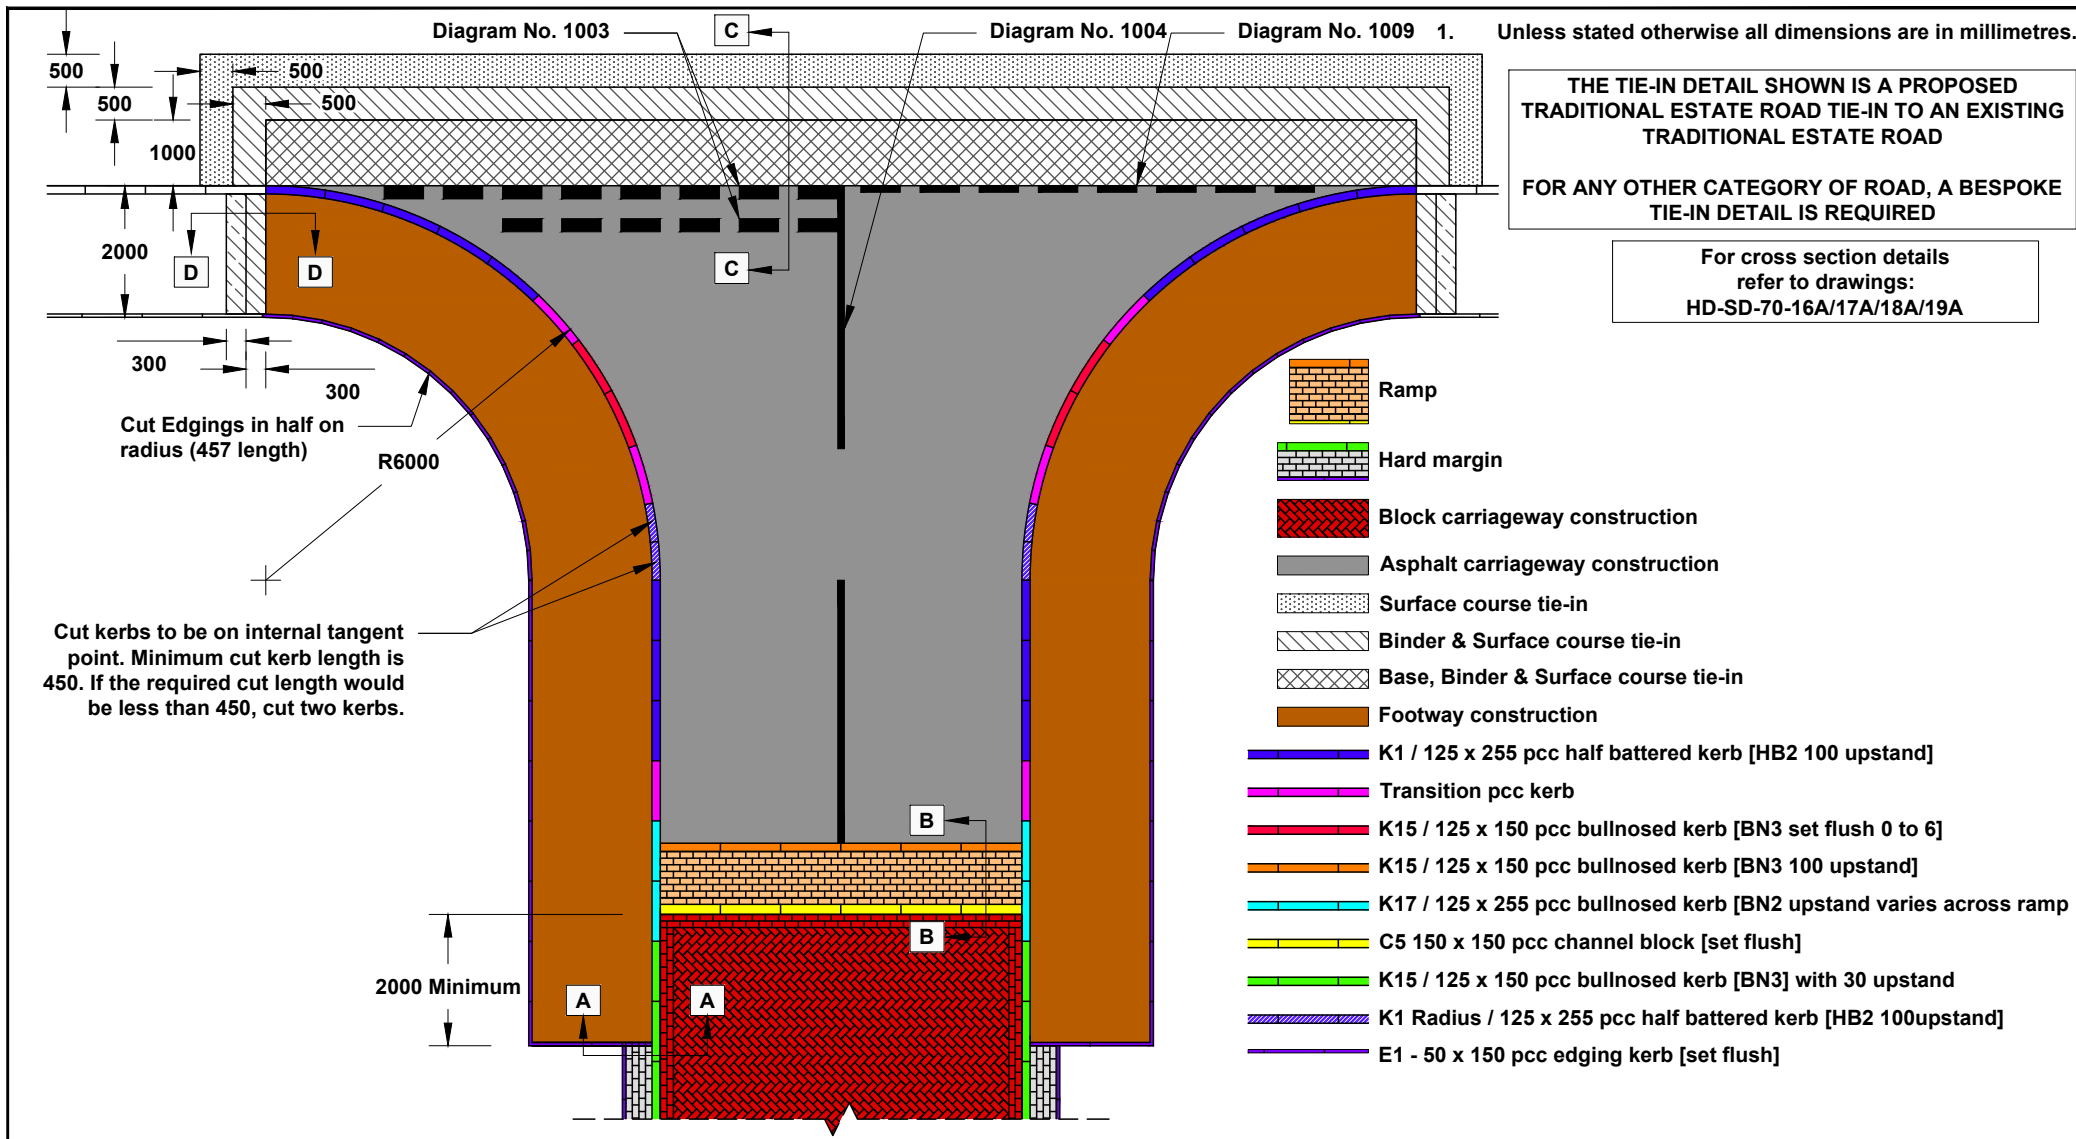 Diagram No. 1003
C
Diagram No. 1004
Diagram No. 1009
1. Unless stated otherwise all dimensions are in millimetres.
THE TIE-IN DETAIL SHOWN IS A PROPOSED
TRADITIONAL ESTATE ROAD TIE-IN TO AN EXISTING
TRADITIONAL ESTATE ROAD
FOR ANY OTHER CATEGORY OF ROAD, A BESPOKE
TIE-IN DETAIL IS REQUIRED
For cross section details
refer to drawings:
HD-SD-70-16A/17A/18A/19A
500
500
500
500
1000
2000
D
D
C
300
300
Cut Edgings in half on
radius (457 length)
R6000
Cut kerbs to be on internal tangent
point. Minimum cut kerb length is
450. If the required cut length would
be less than 450, cut two kerbs.
B
B
2000 Minimum
A
A
Ramp
Hard margin
Block carriageway construction
Asphalt carriageway construction
Surface course tie-in
Binder & Surface course tie-in
Base, Binder & Surface course tie-in
Footway construction
K1 / 125 x 255 pcc half battered kerb [HB2 100 upstand]
Transition pcc kerb
K15 / 125 x 150 pcc bullnosed kerb [BN3 set flush 0 to 6]
K15 / 125 x 150 pcc bullnosed kerb [BN3 100 upstand]
K17 / 125 x 255 pcc bullnosed kerb [BN2 upstand varies across ramp
C5 150 x 150 pcc channel block [set flush]
K15 / 125 x 150 pcc bullnosed kerb [BN3] with 30 upstand
K1 Radius / 125 x 255 pcc half battered kerb [HB2 100upstand]
E1 - 50 x 150 pcc edging kerb [set flush]